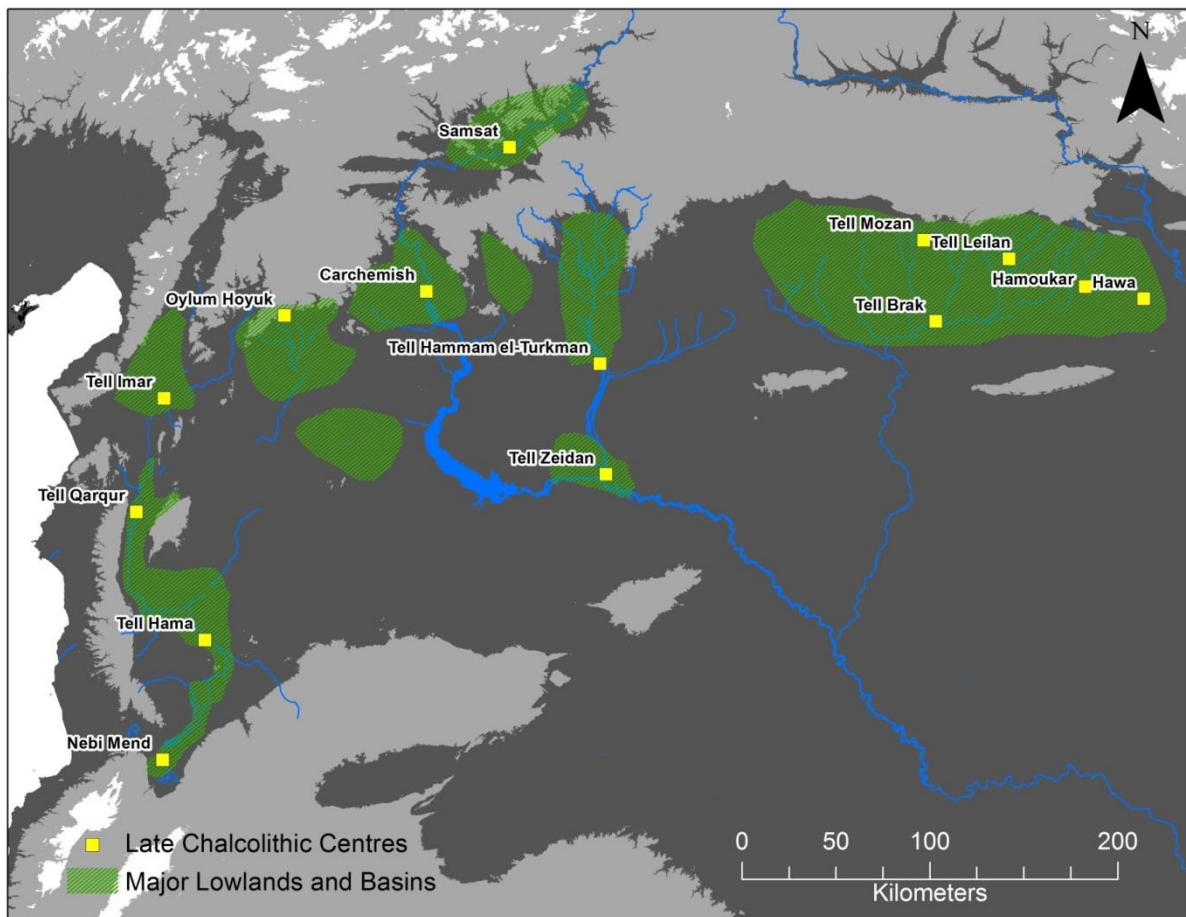 N
Samsat
Tell Mozan
Tell Leilan
Carchemish
Hamoukar
Hawa
Oylum Hoyuk
Tell Brak
Tell Hammam el-Turkman
Tell Imar
Tell Zeidan
Tell Qarqur
Tell Hama
Nebi Mend
Late Chalcolithic Centres
Major Lowlands and Basins
0 50 100 200
Kilometers